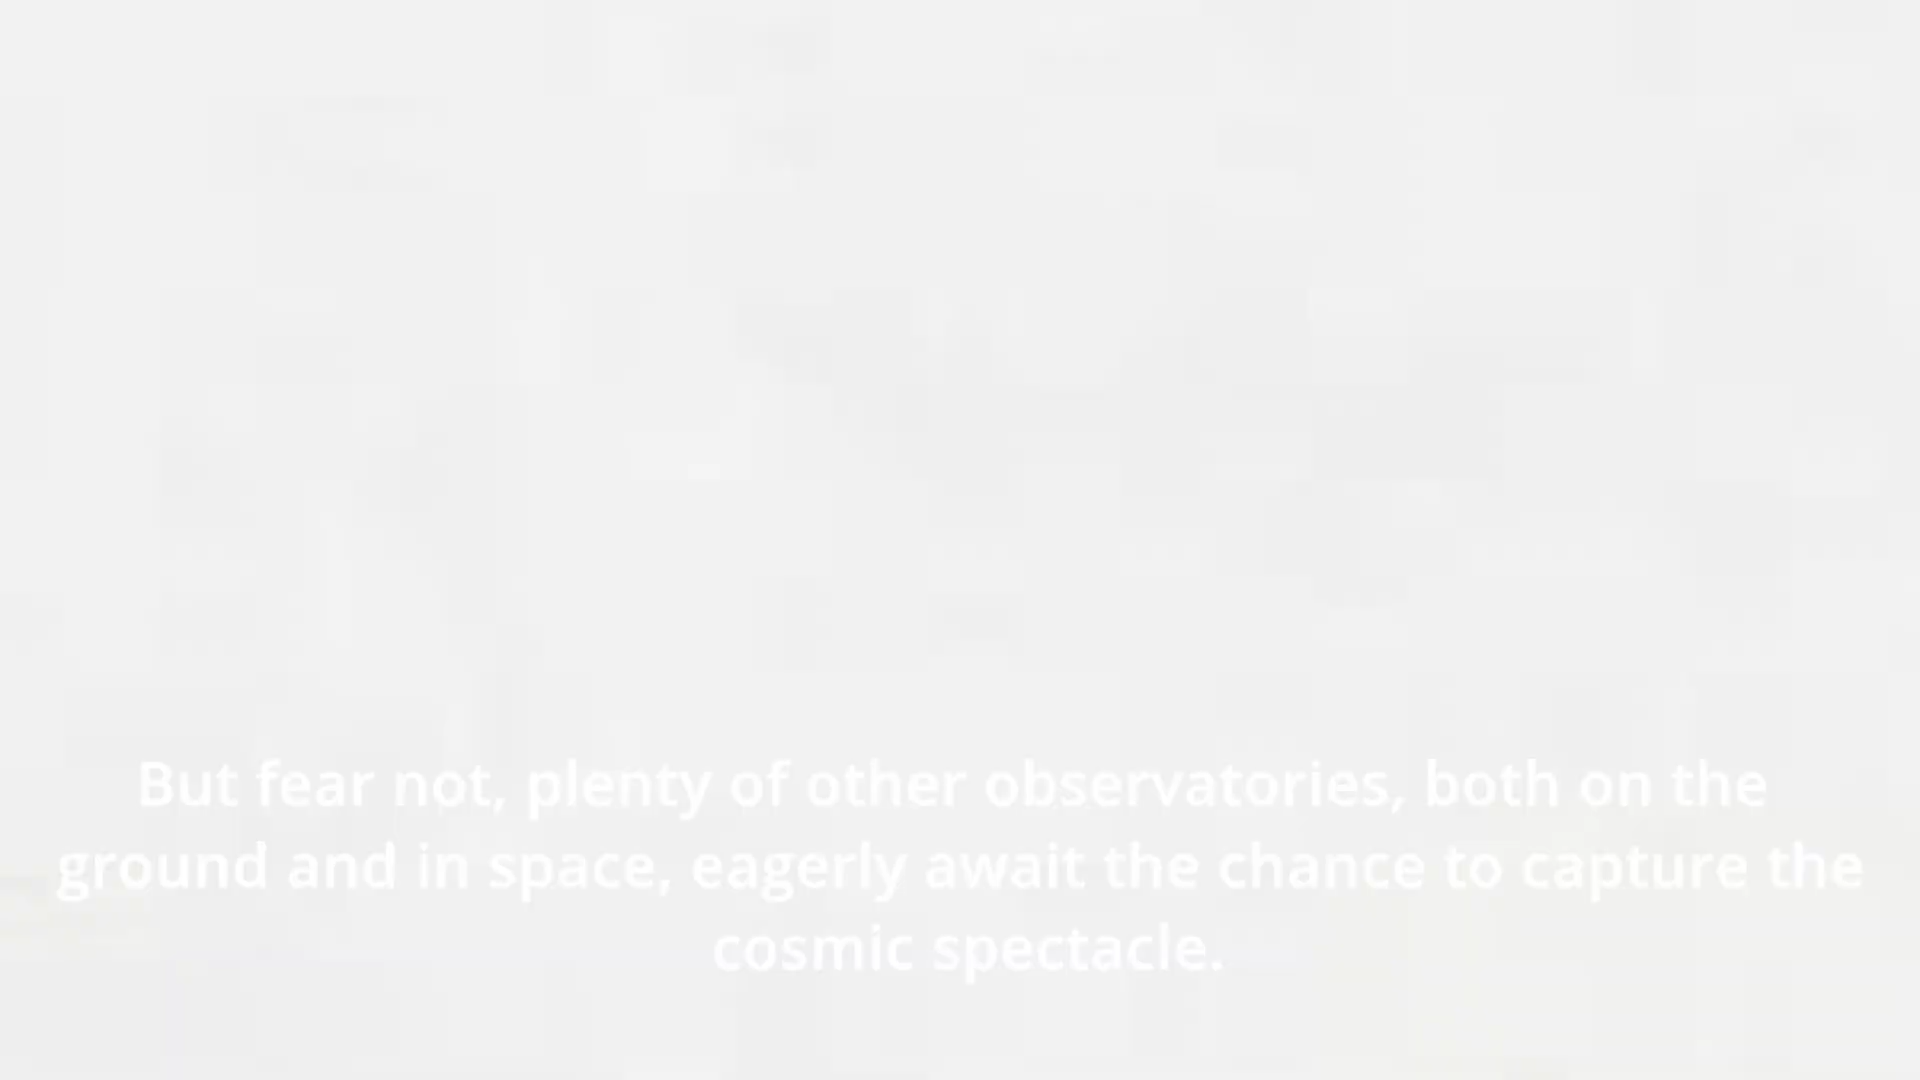 But fear not, plenty of other observatories, both on the
ground and in space, eagerly await the chance to capture the
cosmic spectacle.